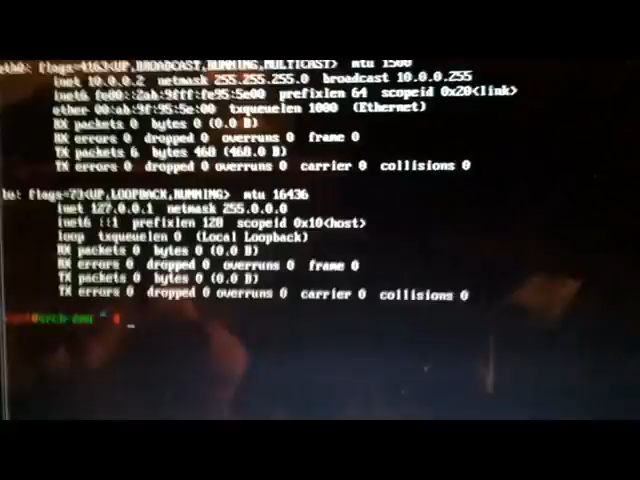 eth0: flags=4163<UP,BROADCAST,RUNNING,MULTICAST> mtu 1500
inet 10.0.0.2 netmask 255.255.255.0 broadcast 10.0.0.255
inet6 prefixlen 64 scopeid 0x20<link>
ether 00:ab:9f:95:5e:00 txqueuelen 1000 (Ethernet)
RX packets 0 bytes 0 (0.0 B)
RX errors 0 dropped 0 overruns 0 frame 0
TX packets 6 bytes 468 (468.0 B)
TX errors 0 dropped 0 overruns 0 carrier 0 collisions 0
lo: flags=73<UP,LOOPBACK,RUNNING> mtu 16436
inet 127.0.0.1 netmask 255.0.0.0
inet6 ::1 prefixlen 128 scopeid 0x10<host>
loop txqueuelen 0 (Local Loopback)
RX packets 0 bytes 0 (0.0 B)
RX errors 0 dropped 0 overruns 0 frame 0
TX packets 0 bytes 0 (0.0 B)
TX errors 0 dropped 0 overruns 0 carrier 0 collisions 0